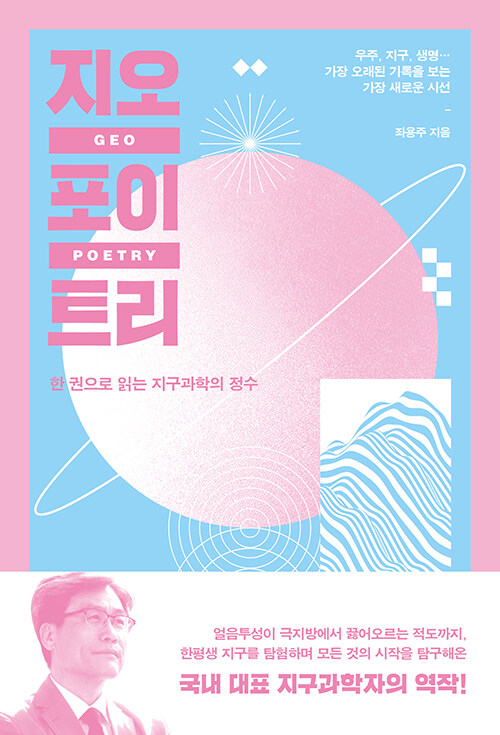 지오
GEO
포이
POETRY
트리
우주, 지구, 생명…
가장 오래된 기록을 보는
가장 새로운 시선
–
좌용주 지음
한 권으로 읽는 지구과학의 정수
얼음투성이 극지방에서 끓어오르는 적도까지,
한평생 지구를 탐험하며 모든 것의 시작을 탐구해온
국내 대표 지구과학자의 역작!